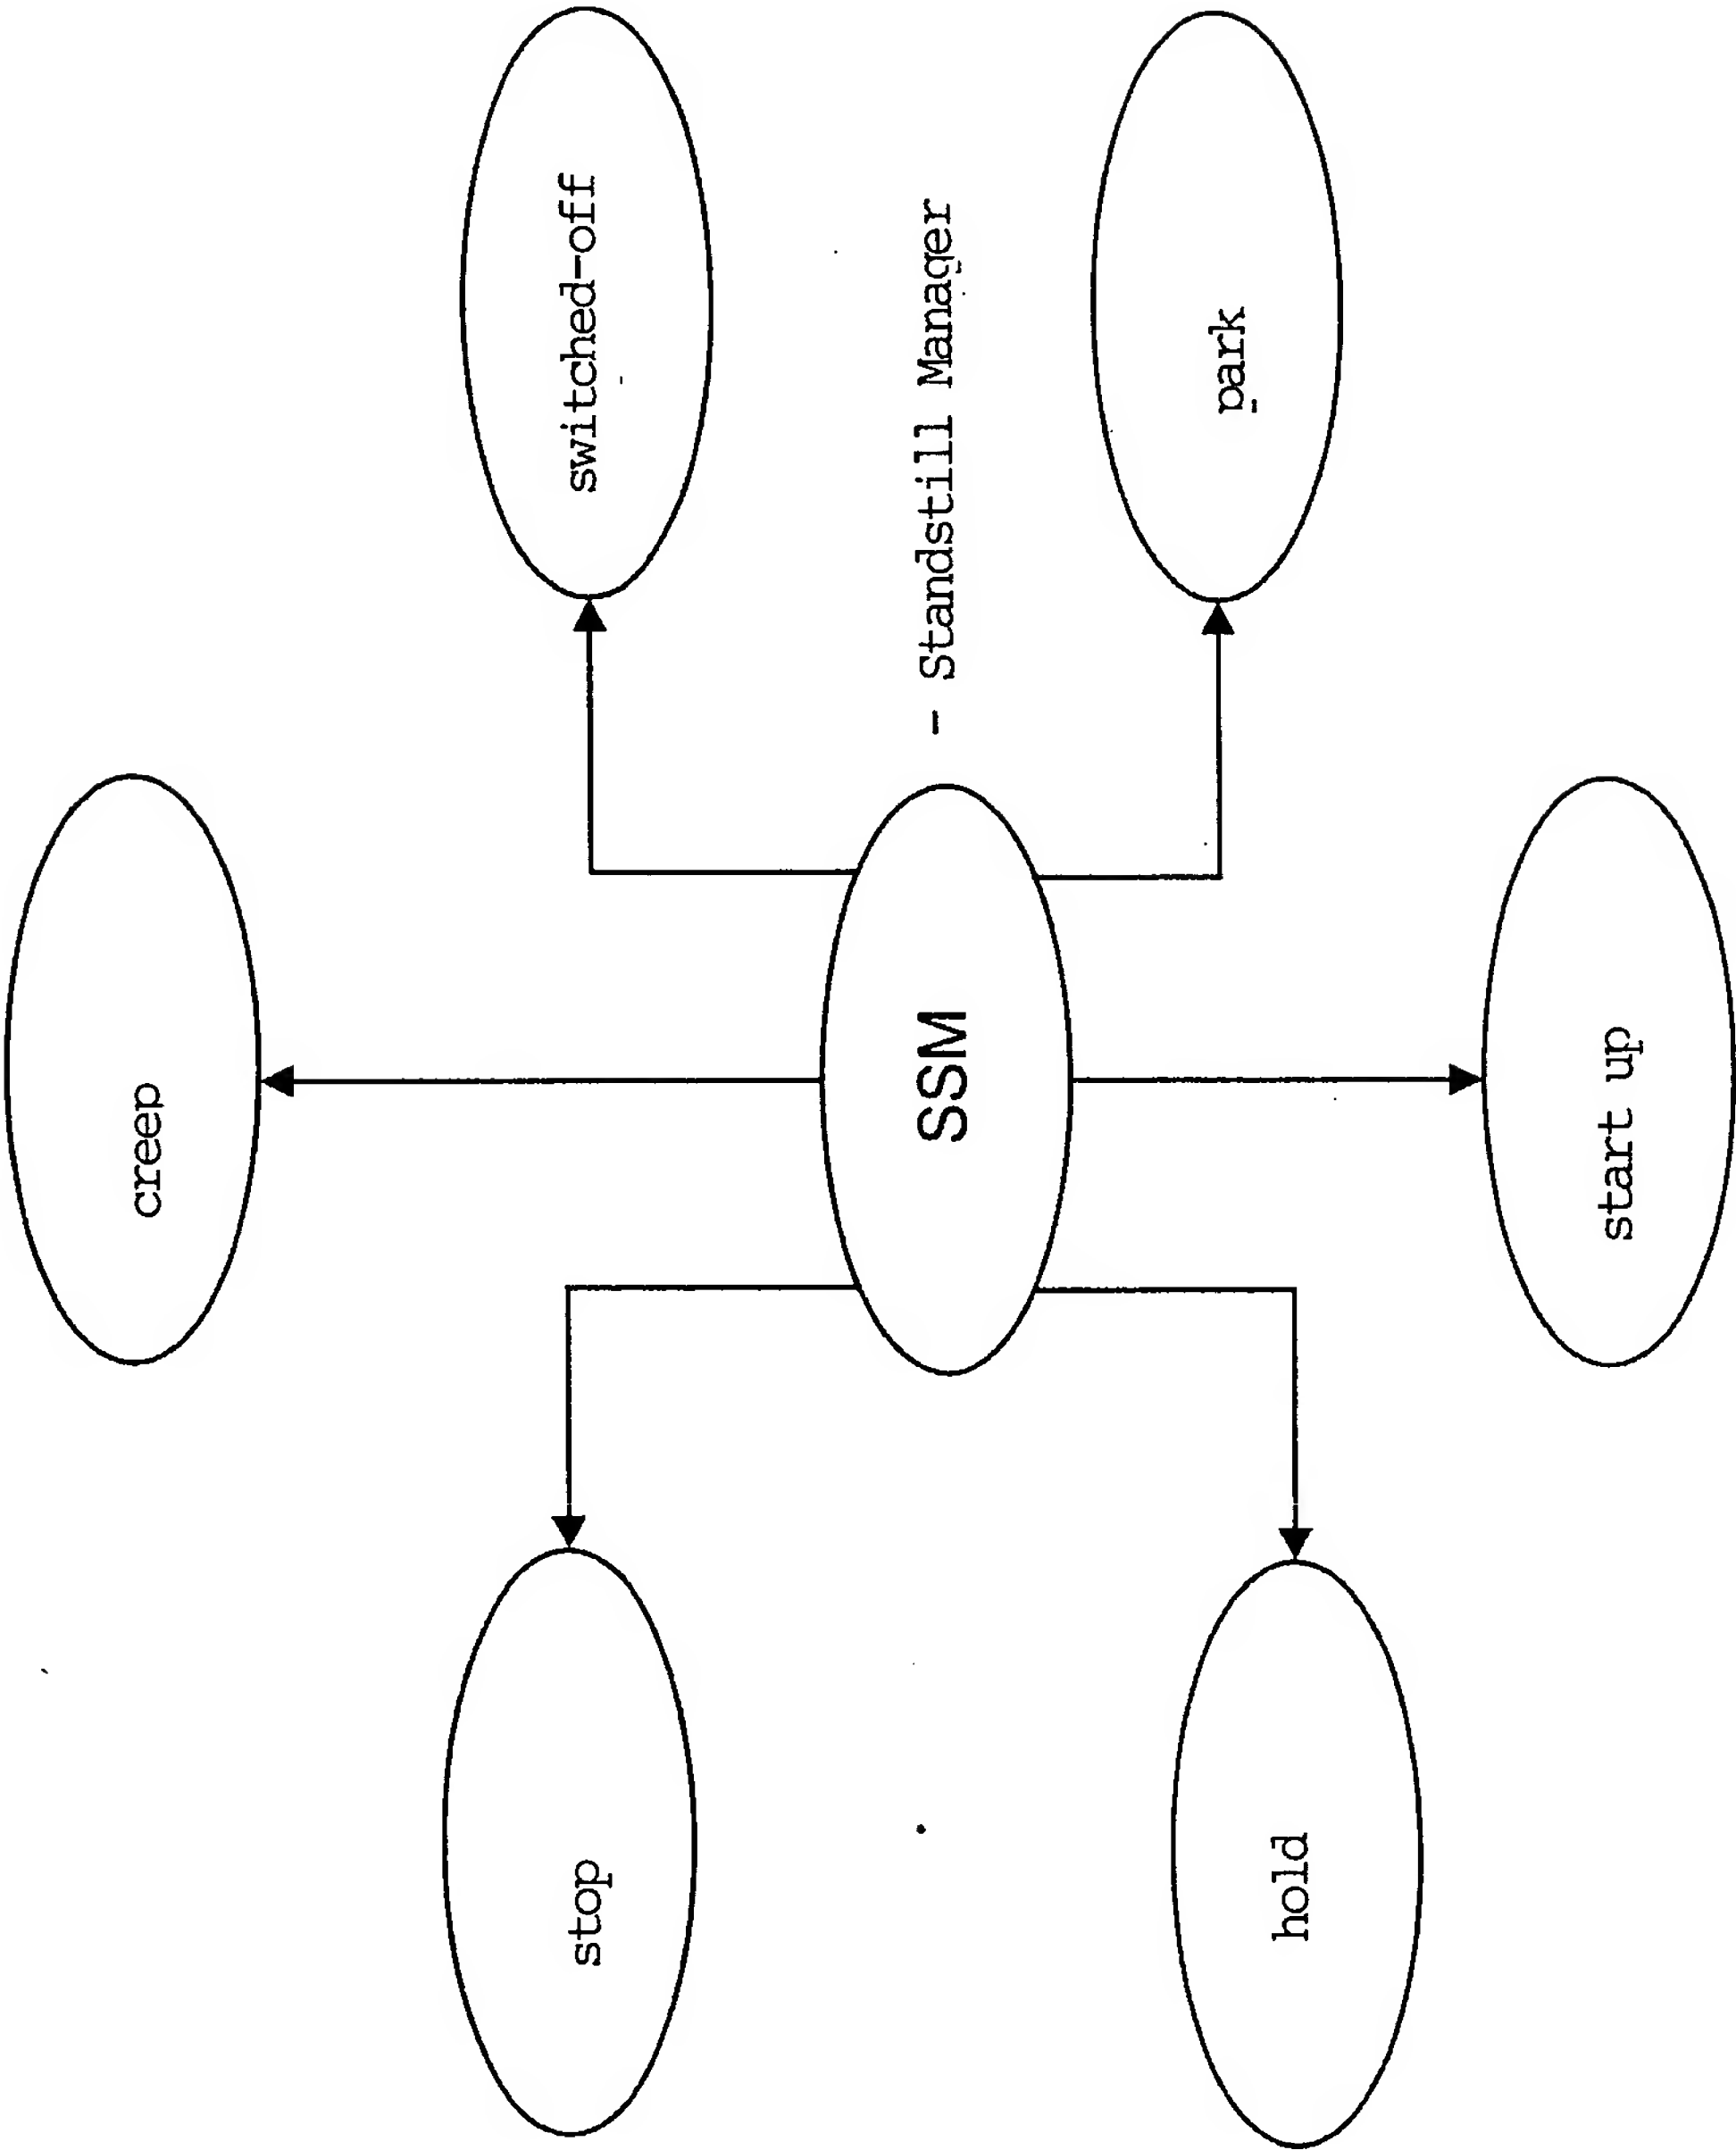 creep
stop
switched-off
SSM
- Standstill Manager
hold
park
start up